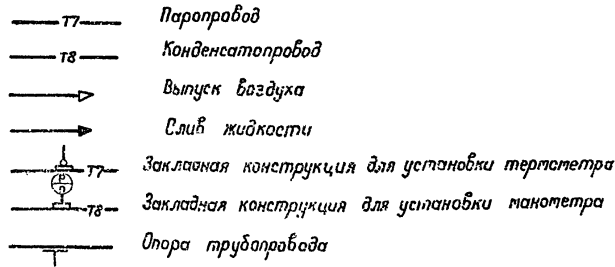 Т7 Паропровод
Т8 Конденсатопровод
Выпуск воздуха
Слив жидкости
Т7 Закладная конструкция для установки термометра
Т8 Закладная конструкция для установки манометра
Опора трубопровода